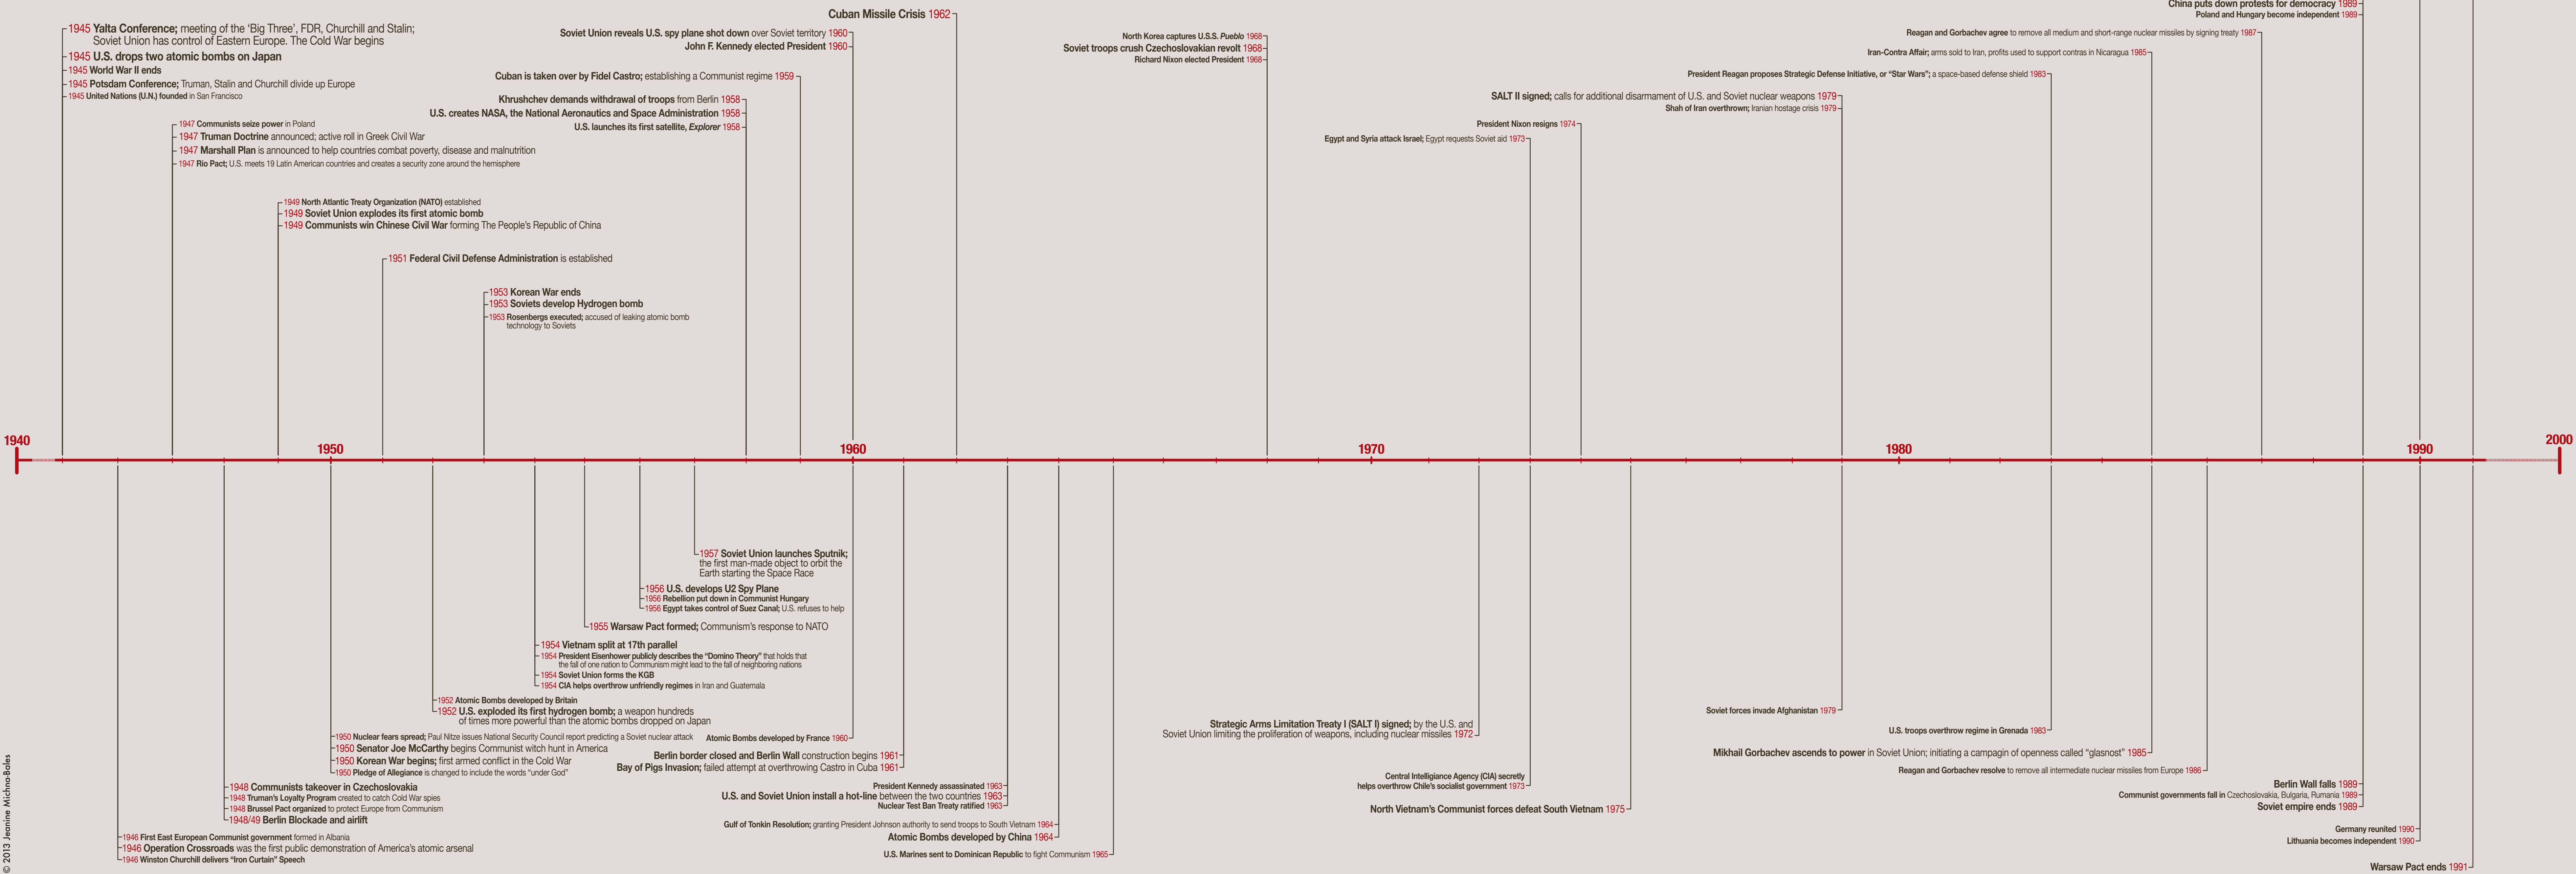 1945 Yalta Conference; meeting of the ‘Big Three’, FDR, Churchill and Stalin;
Soviet Union has control of Eastern Europe. The Cold War begins
1945 U.S. drops two atomic bombs on Japan
1945 World War II ends
1945 Potsdam Conference; Truman, Stalin and Churchill divide up Europe
1945 United Nations (U.N.) founded in San Francisco
1947 Communists seize power in Poland
1947 Truman Doctrine announced; active roll in Greek Civil War
1947 Marshall Plan is announced to help countries combat poverty, disease and malnutrition
1947 Rio Pact; U.S. meets 19 Latin American countries and creates a security zone around the hemisphere
1949 North Atlantic Treaty Organization (NATO) established
1949 Soviet Union explodes its first atomic bomb
1949 Communists win Chinese Civil War forming The People’s Republic of China
1951 Federal Civil Defense Administration is established
1953 Korean War ends
1953 Soviets develop Hydrogen bomb
1953 Rosenbergs executed; accused of leaking atomic bomb
technology to Soviets
Cuban Missile Crisis 1962
Soviet Union reveals U.S. spy plane shot down over Soviet territory 1960
John F. Kennedy elected President 1960
Cuban is taken over by Fidel Castro; establishing a Communist regime 1959
Khrushchev demands withdrawal of troops from Berlin 1958
U.S. creates NASA, the National Aeronautics and Space Administration 1958
U.S. launches its first satellite, Explorer 1958
North Korea captures U.S.S. Pueblo 1968
Soviet troops crush Czechoslovakian revolt 1968
Richard Nixon elected President 1968
Egypt and Syria attack Israel; Egypt requests Soviet aid 1973
President Nixon resigns 1974
SALT II signed; calls for additional disarmament of U.S. and Soviet nuclear weapons 1979
Shah of Iran overthrown; Iranian hostage crisis 1979
President Reagan proposes Strategic Defense Initiative, or “Star Wars”; a space-based defense shield 1983
Iran-Contra Affair; arms sold to Iran, profits used to support contras in Nicaragua 1985
Reagan and Gorbachev agree to remove all medium and short-range nuclear missiles by signing treaty 1987
China puts down protests for democracy 1989
Poland and Hungary become independent 1989
1940
1950
1960
1970
1980
1990
2000
1957 Soviet Union launches Sputnik;
the first man-made object to orbit the
Earth starting the Space Race
1956 U.S. develops U2 Spy Plane
1956 Rebellion put down in Communist Hungary
1956 Egypt takes control of Suez Canal; U.S. refuses to help
1955 Warsaw Pact formed; Communism’s response to NATO
1954 Vietnam split at 17th parallel
1954 President Eisenhower publicly describes the “Domino Theory” that holds that
the fall of one nation to Communism might lead to the fall of neighboring nations
1954 Soviet Union forms the KGB
1954 CIA helps overthrow unfriendly regimes in Iran and Guatemala
1952 Atomic Bombs developed by Britain
1952 U.S. exploded its first hydrogen bomb; a weapon hundreds
of times more powerful than the atomic bombs dropped on Japan
1950 Nuclear fears spread; Paul Nitze issues National Security Council report predicting a Soviet nuclear attack
1950 Senator Joe McCarthy begins Communist witch hunt in America
1950 Korean War begins; first armed conflict in the Cold War
1950 Pledge of Allegiance is changed to include the words “under God”
1948 Communists takeover in Czechoslovakia
1948 Truman’s Loyalty Program created to catch Cold War spies
1948 Brussel Pact organized to protect Europe from Communism
1948/49 Berlin Blockade and airlift
1946 First East European Communist government formed in Albania
1946 Operation Crossroads was the first public demonstration of America’s atomic arsenal
1946 Winston Churchill delivers “Iron Curtain” Speech
Atomic Bombs developed by France 1960
Berlin border closed and Berlin Wall construction begins 1961
Bay of Pigs Invasion; failed attempt at overthrowing Castro in Cuba 1961
President Kennedy assassinated 1963
U.S. and Soviet Union install a hot-line between the two countries 1963
Nuclear Test Ban Treaty ratified 1963
Gulf of Tonkin Resolution; granting President Johnson authority to send troops to South Vietnam 1964
Atomic Bombs developed by China 1964
U.S. Marines sent to Dominican Republic to fight Communism 1965
Strategic Arms Limitation Treaty I (SALT I) signed; by the U.S. and
Soviet Union limiting the proliferation of weapons, including nuclear missiles 1972
Central Intelligiance Agency (CIA) secretly
helps overthrow Chile’s socialist government 1973
North Vietnam’s Communist forces defeat South Vietnam 1975
Soviet forces invade Afghanistan 1979
U.S. troops overthrow regime in Grenada 1983
Mikhail Gorbachev ascends to power in Soviet Union; initiating a campagin of openness called “glasnost” 1985
Reagan and Gorbachev resolve to remove all intermediate nuclear missiles from Europe 1986
Berlin Wall falls 1989
Communist governments fall in Czechoslovakia, Bulgaria, Rumania 1989
Soviet empire ends 1989
Germany reunited 1990
Lithuania becomes independent 1990
Warsaw Pact ends 1991
© 2013 Jeanine Michna-Bales